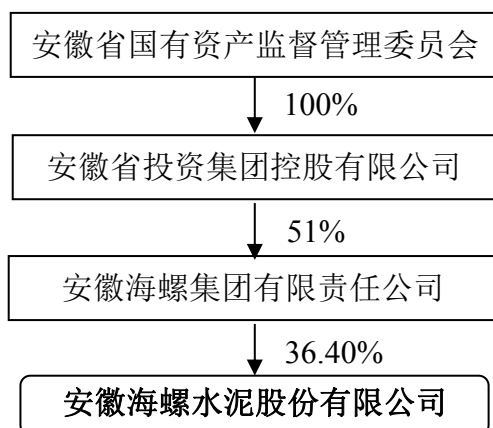 安徽省国有资产监督管理委员会
100%
安徽省投资集团控股有限公司
51%
安徽海螺集团有限责任公司
36.40%
安徽海螺水泥股份有限公司